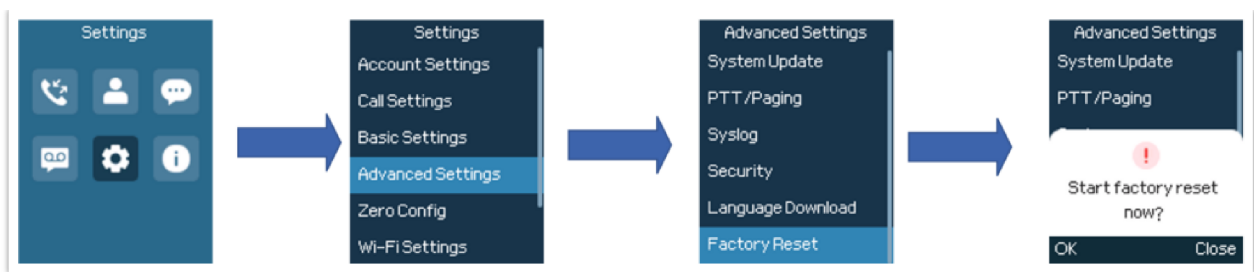 Settings
Settings
Account Settings
Call Settings
Basic Settings
Advanced Settings
Zero Config
Wi-Fi Settings
Advanced Settings
System Update
PTT/Paging
Syslog
Security
Language Download
Factory Reset
Advanced Settings
System Update
PTT/Paging
!
Start factory reset
now?
OK Close